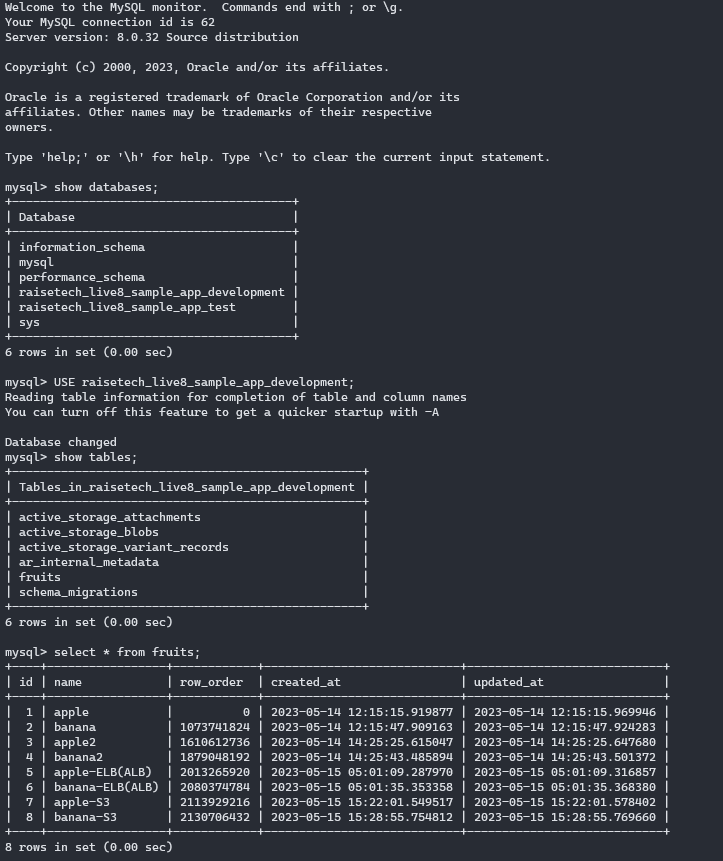 Welcome to the MySQL monitor.  Commands end with ; or \g.
Your MySQL connection id is 62
Server version: 8.0.32 Source distribution

Copyright (c) 2000, 2023, Oracle and/or its affiliates.

Oracle is a registered trademark of Oracle Corporation and/or its
affiliates. Other names may be trademarks of their respective
owners.

Type 'help;' or '\h' for help. Type '\c' to clear the current input statement.

mysql> show databases;
+---------------------------------------+
| Database                              |
+---------------------------------------+
| information_schema                    |
| mysql                                 |
| performance_schema                    |
| raisetech_live8_sample_app_development |
| raisetech_live8_sample_app_test       |
| sys                                   |
+---------------------------------------+
6 rows in set (0.00 sec)

mysql> USE raisetech_live8_sample_app_development;
Reading table information for completion of table and column names
You can turn off this feature to get a quicker startup with -A

Database changed
mysql> show tables;
+--------------------------------------------------+
| Tables_in_raisetech_live8_sample_app_development |
+--------------------------------------------------+
| active_storage_attachments                       |
| active_storage_blobs                             |
| active_storage_variant_records                   |
| ar_internal_metadata                             |
| fruits                                           |
| schema_migrations                                |
+--------------------------------------------------+
6 rows in set (0.00 sec)

mysql> select * from fruits;
+----+-----------------+------------+----------------------------+----------------------------+
| id | name            | row_order  | created_at                 | updated_at                 |
+----+-----------------+------------+----------------------------+----------------------------+
|  1 | apple           |          0 | 2023-05-14 12:15:15.919877 | 2023-05-14 12:15:15.969946 |
|  2 | banana          | 1073741824 | 2023-05-14 12:15:47.909163 | 2023-05-14 12:15:47.924283 |
|  3 | apple2          | 1610612736 | 2023-05-14 14:25:25.615047 | 2023-05-14 14:25:25.647680 |
|  4 | banana2         | 1879048192 | 2023-05-14 14:25:43.485894 | 2023-05-14 14:25:43.501372 |
|  5 | apple-ELB(ALB)  | 2013265920 | 2023-05-15 05:01:09.287970 | 2023-05-15 05:01:09.316857 |
|  6 | banana-ELB(ALB) | 2080374784 | 2023-05-15 05:01:35.353358 | 2023-05-15 05:01:35.368380 |
|  7 | apple-S3        | 2113929216 | 2023-05-15 15:22:01.549517 | 2023-05-15 15:22:01.578402 |
|  8 | banana-S3       | 2130706432 | 2023-05-15 15:28:55.754812 | 2023-05-15 15:28:55.769660 |
+----+-----------------+------------+----------------------------+----------------------------+
8 rows in set (0.00 sec)